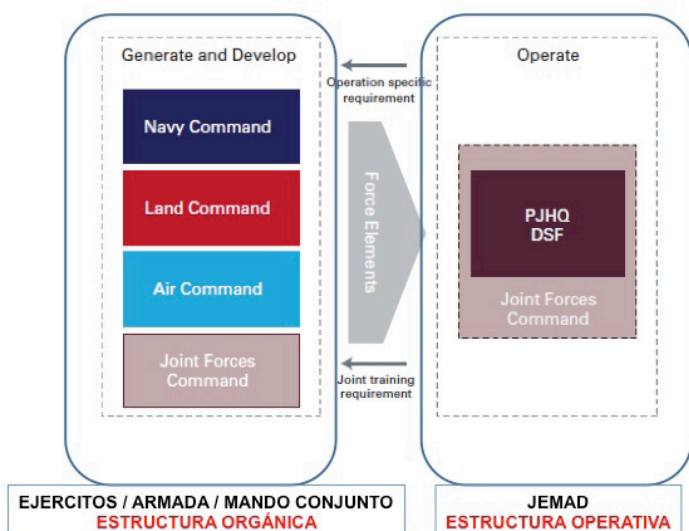 Generate and Develop
Navy Command
Land Command
Air Command
Joint Forces
Command
Operation specific
requirement
Force Elements
Joint training
requirement
Operate
PJHQ
DSF
Joint Forces
Command
EJERCITOS / ARMADA / MANDO CONJUNTO
ESTRUCTURA ORGÁNICA
JEMAD
ESTRUCTURA OPERATIVA